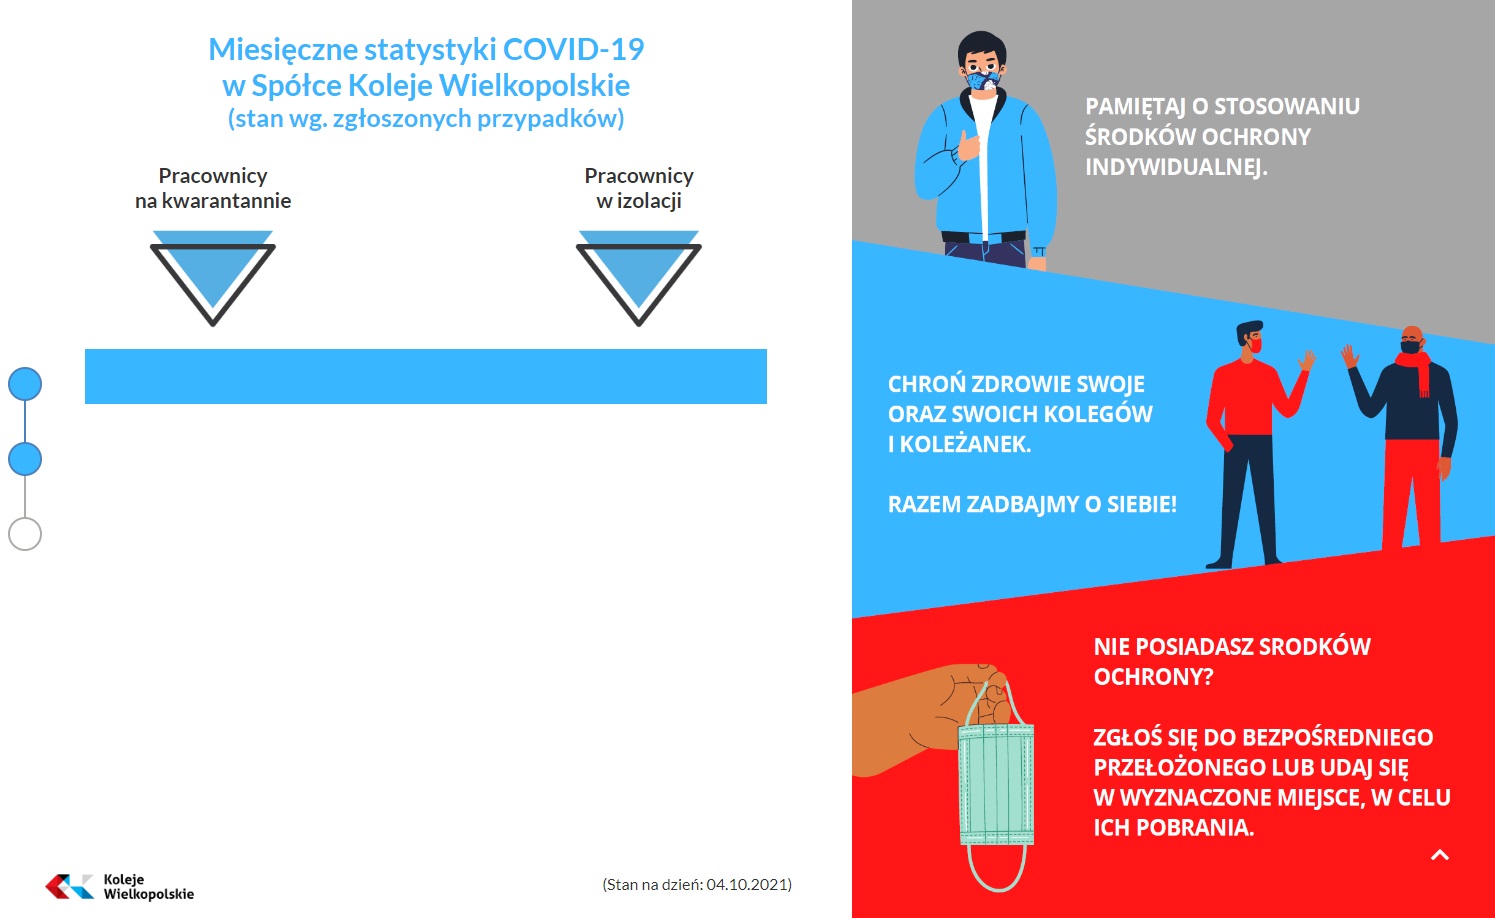 Miesięczne statystyki COVID-19
w Spółce Koleje Wielkopolskie
(stan wg. zgłoszonych przypadków)
Pracownicy
na kwarantannie
Pracownicy
w izolacji
Koleje
Wielkopolskie
(Stan na dzień: 04.10.2021)
PAMIĘTAJ O STOSOWANIU
ŚRODKÓW OCHRONY
INDYWIDUALNEJ.
CHROŃ ZDROWIE SWOJE
ORAZ SWOICH KOLEGÓW
I KOLEŻANEK.
RAZEM ZADBAJMY O SIEBIE!
NIE POSIADASZ SRODKÓW
OCHRONY?
ZGŁOŚ SIĘ DO BEZPOŚREDNIEGO
PRZEŁOŻONEGO LUB UDAJ SIĘ
W WYZNACZONE MIEJSCE, W CELU
ICH POBRANIA.